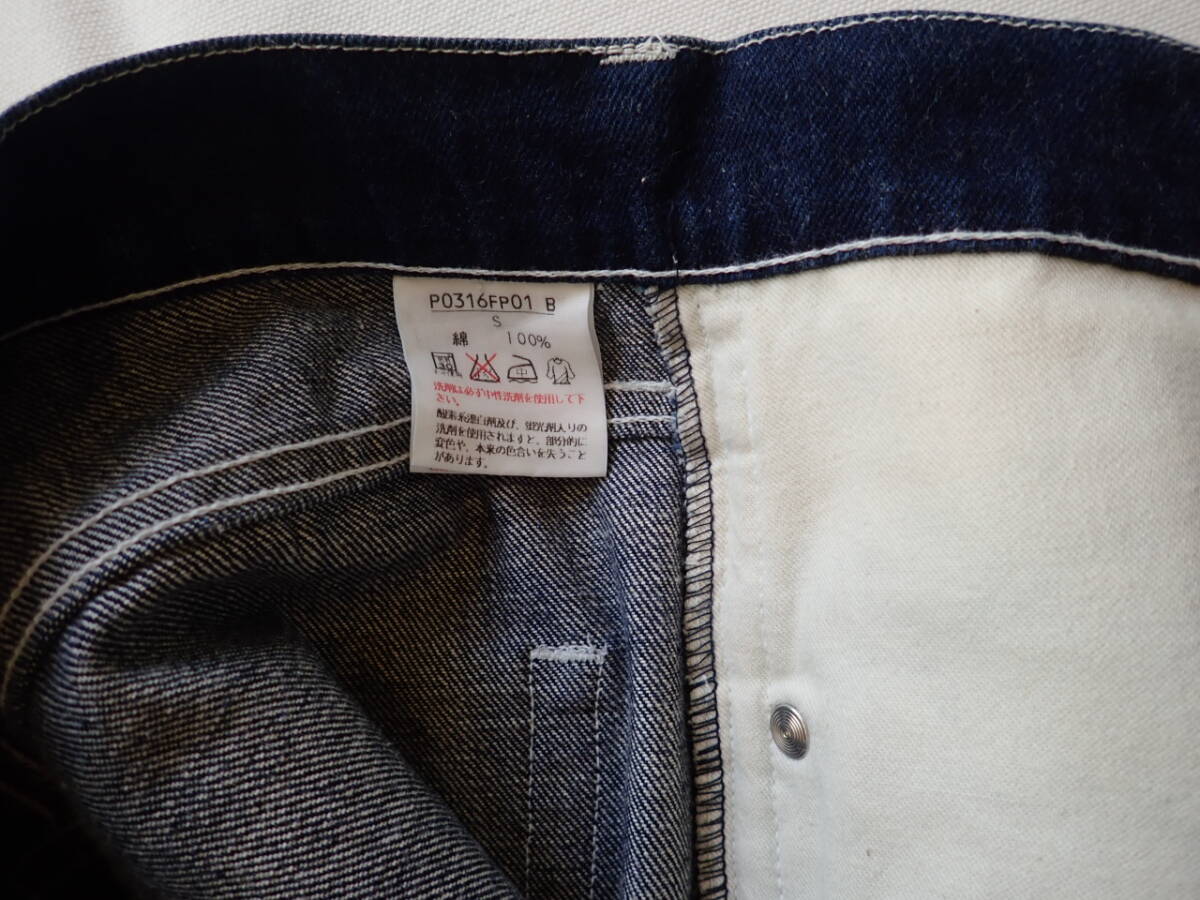 P0316FP01 B
S
綿 100%
中
洗剤は必ず中性洗剤を使用して下
さい。
酸素系漂白剤及び、蛍光剤入りの
洗剤を使用されますと、部分的に
変色や、本来の色合いを失うこと
があります。